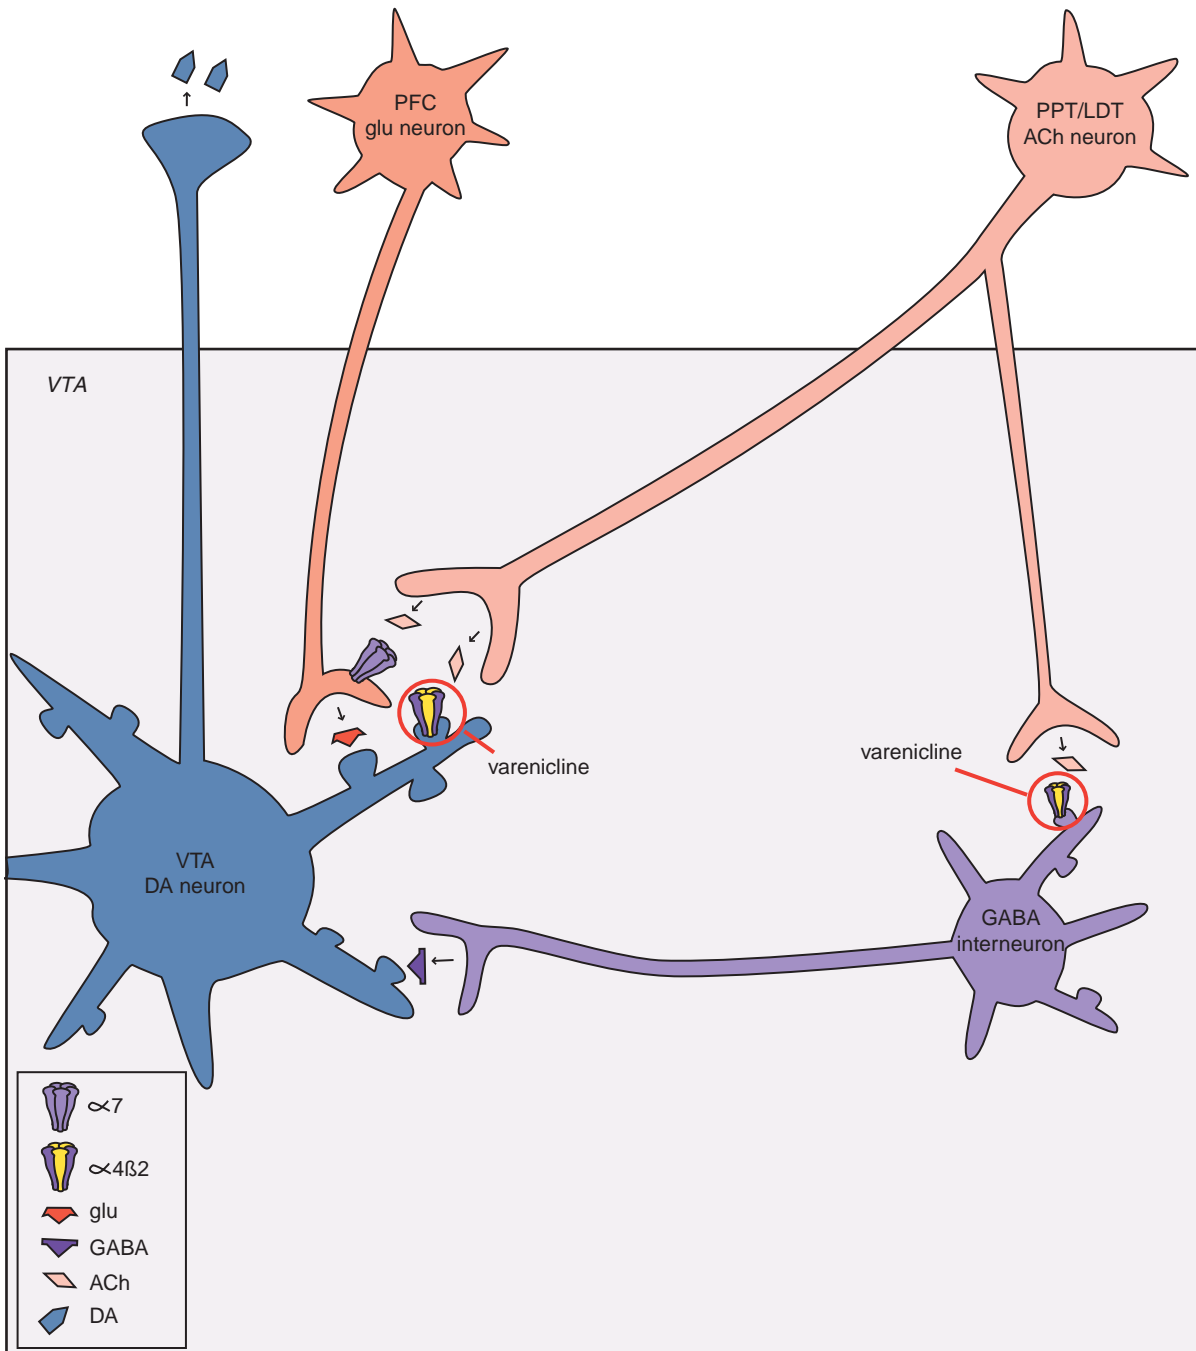 PFC
glu neuron
PPT/LDT
ACh neuron
VTA
varenicline
varenicline
VTA
DA neuron
GABA
interneuron
∝7
∝4ß2
glu
GABA
ACh
DA